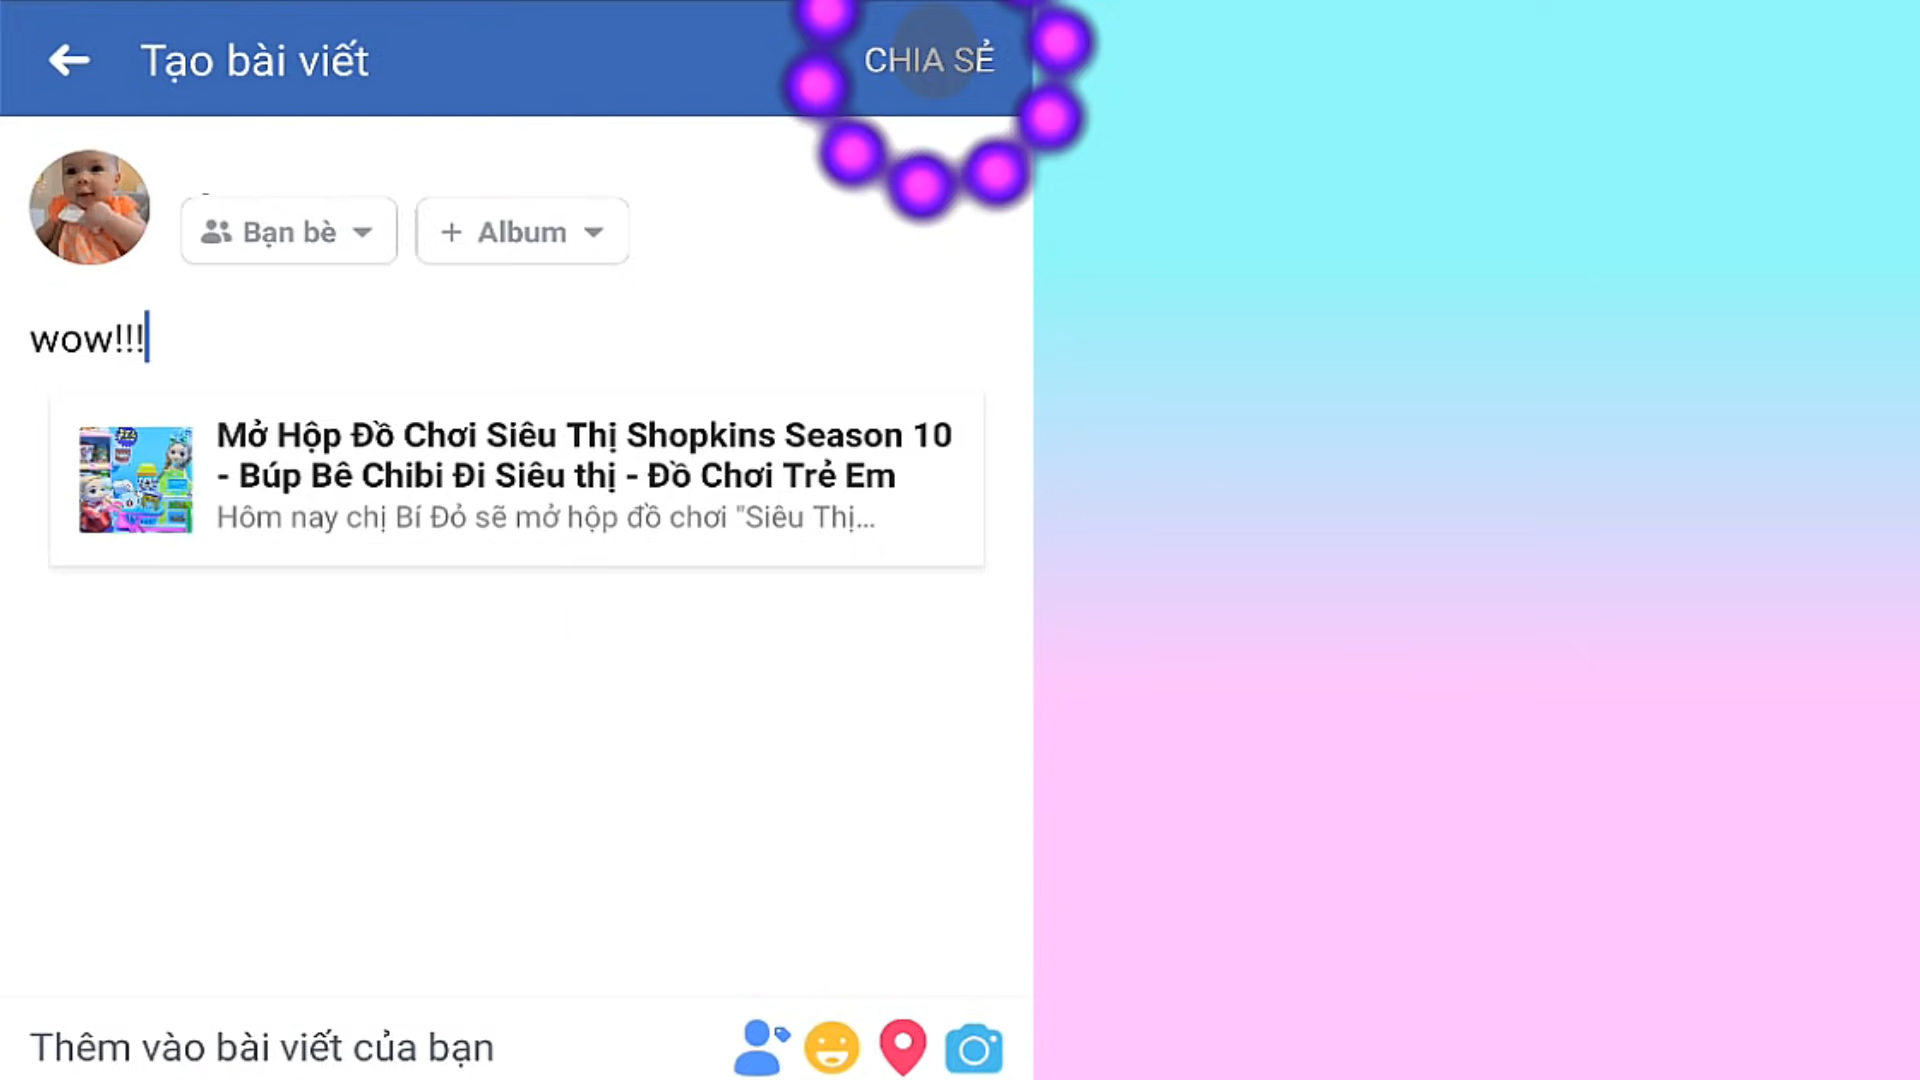 Tạo bài viết
CHIA SẺ
Bạn bè
+ Album
wow!!!
Mở Hộp Đồ Chơi Siêu Thị Shopkins Season 10
- Búp Bê Chibi Đi Siêu thị - Đồ Chơi Trẻ Em
Hôm nay chị Bí Đỏ sẽ mở hộp đồ chơi "Siêu Thị...
Thêm vào bài viết của bạn